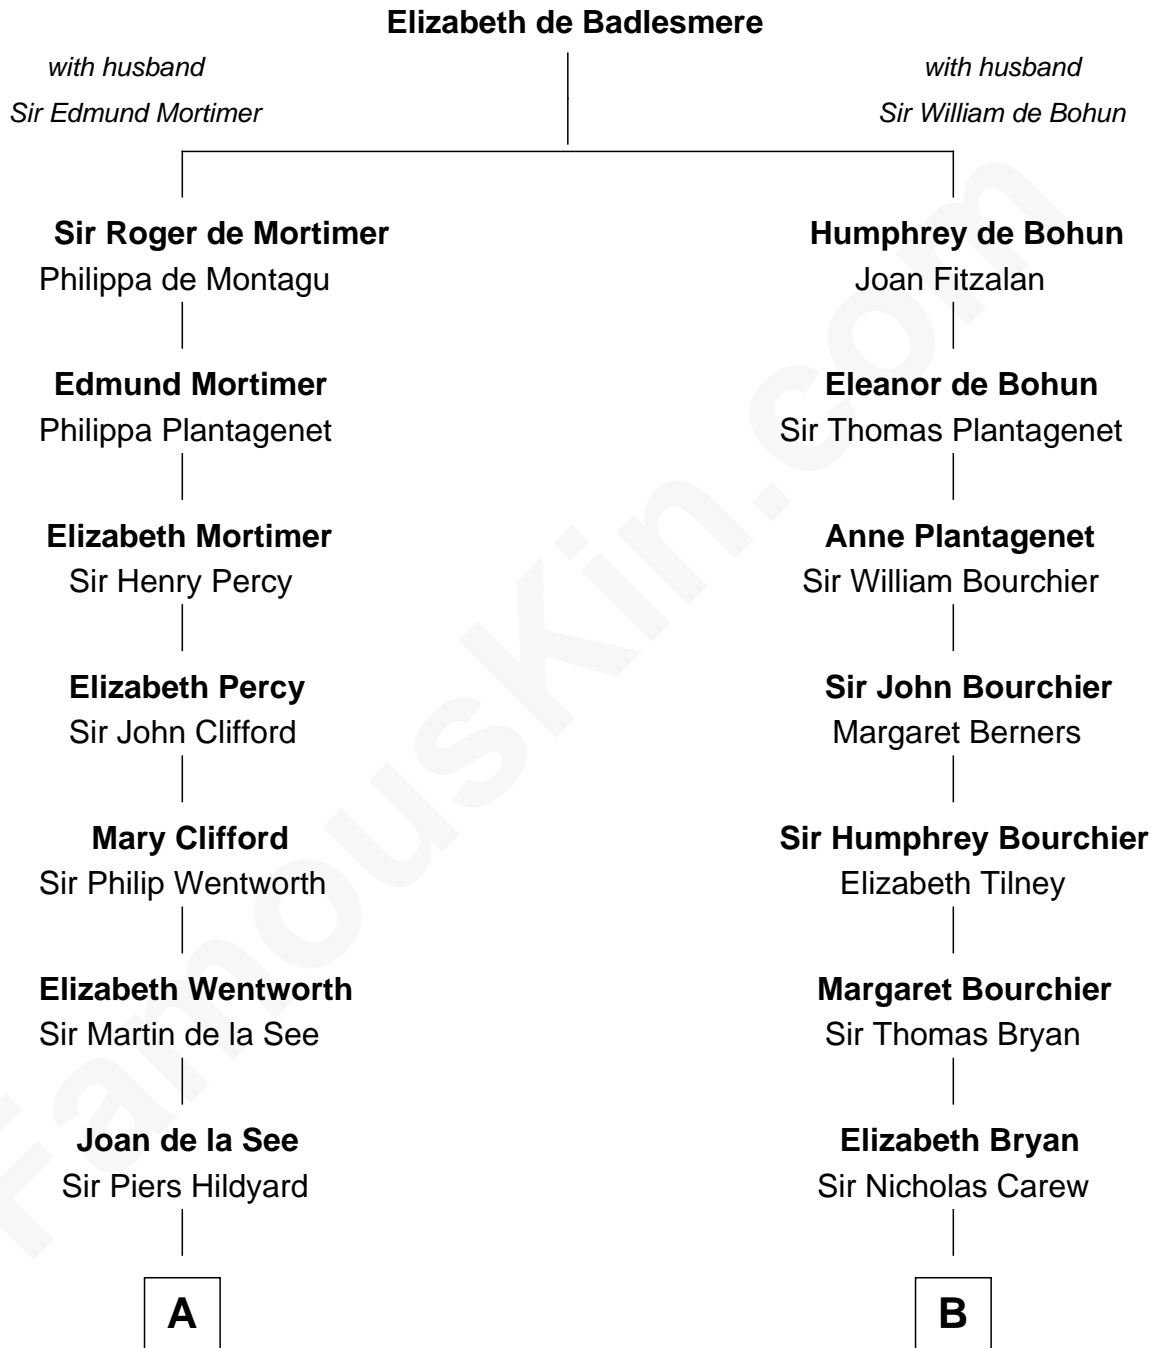 Elizabeth de Badlesmere
with husband
Sir Edmund Mortimer
with husband
Sir William de Bohun
Sir Roger de Mortimer
Philippa de Montagu
Humphrey de Bohun
Joan Fitzalan
Edmund Mortimer
Philippa Plantagenet
Eleanor de Bohun
Sir Thomas Plantagenet
Elizabeth Mortimer
Sir Henry Percy
Anne Plantagenet
Sir William Bourchier
Elizabeth Percy
Sir John Clifford
Sir John Bourchier
Margaret Berners
Mary Clifford
Sir Philip Wentworth
Sir Humphrey Bourchier
Elizabeth Tilney
Elizabeth Wentworth
Sir Martin de la See
Margaret Bourchier
Sir Thomas Bryan
Joan de la See
Sir Piers Hildyard
Elizabeth Bryan
Sir Nicholas Carew
A
B
FamousKin.com